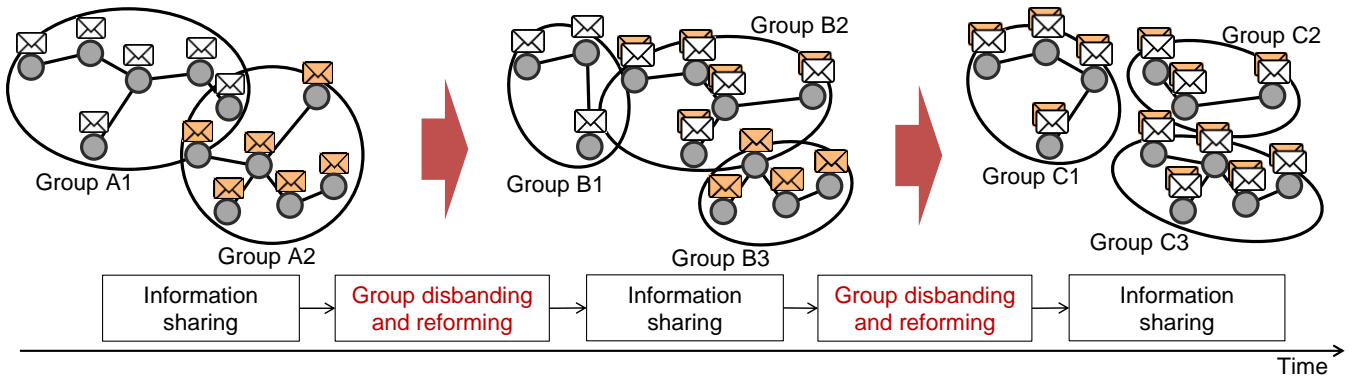 Group A1
Group A2
Group B1
Group B2
Group B3
Group C1
Group C2
Group C3
Information
sharing
Group disbanding
and reforming
Information
sharing
Group disbanding
and reforming
Information
sharing
Time